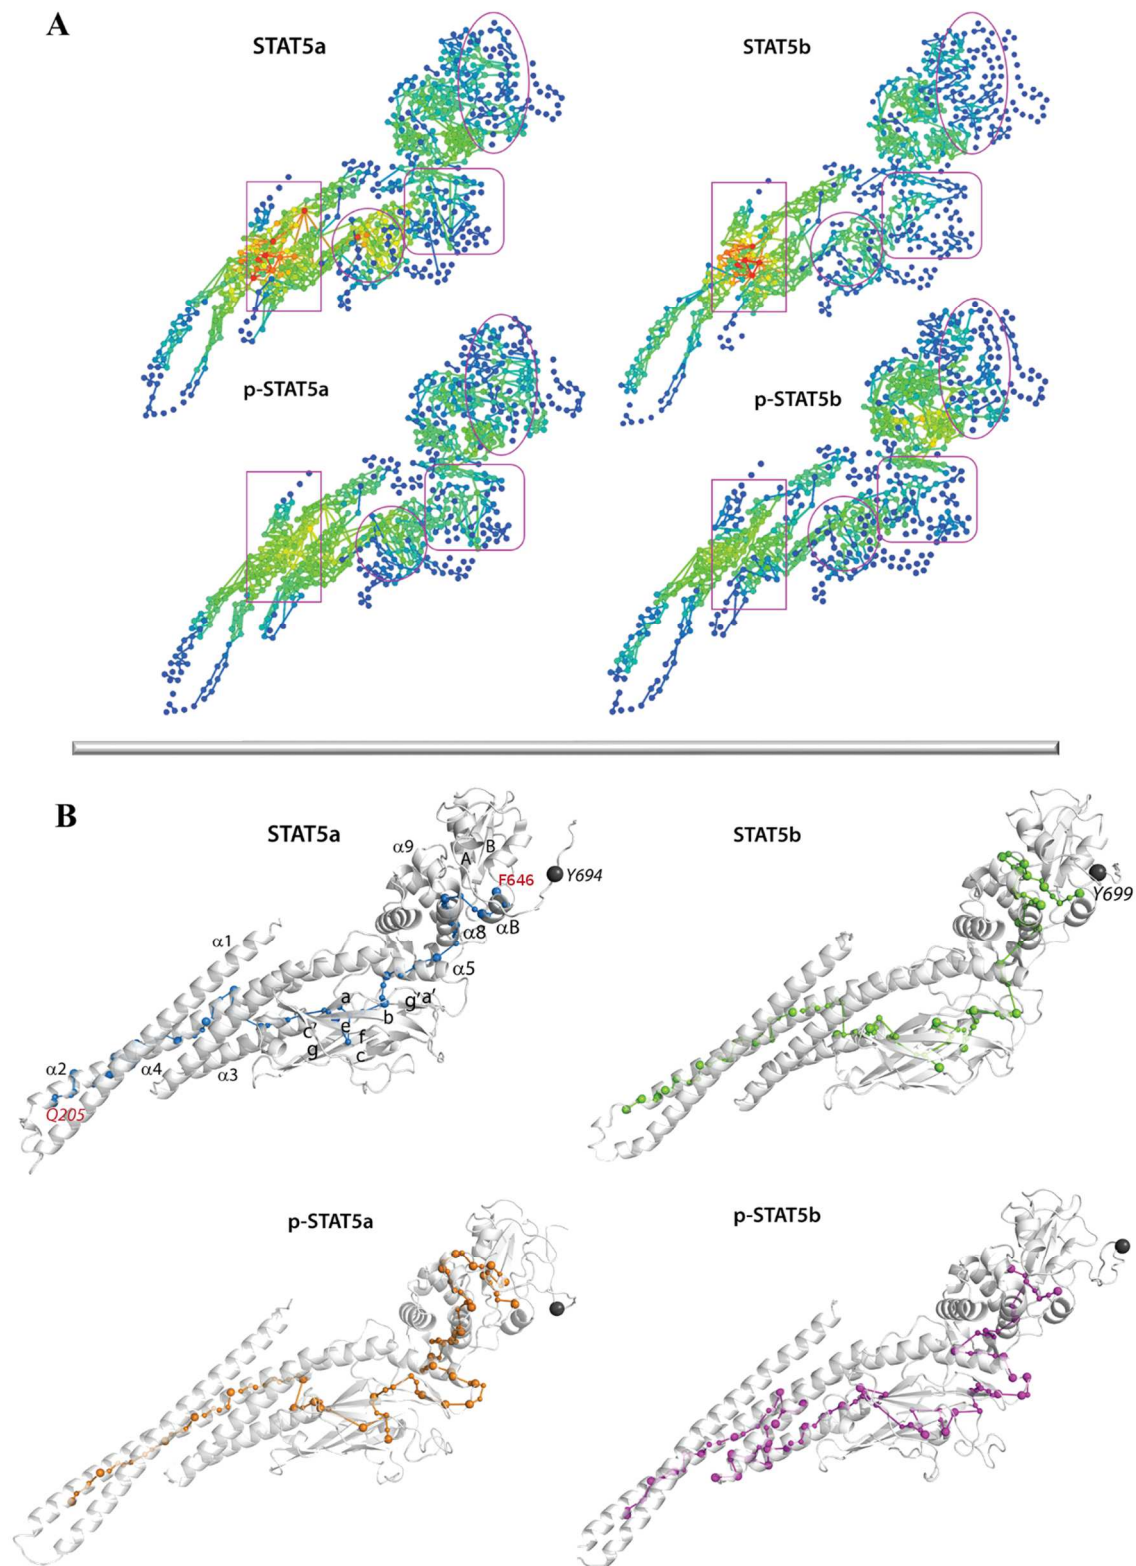 A
STAT5a
STAT5b
p-STAT5a
p-STAT5b
B
STAT5a
STAT5b
α9
A
B
F646
Y694
Y699
α8
αB
α1
α5
a
g'a'
b
c'
e
f
g
c
α2
α4
α3
Q205
p-STAT5a
p-STAT5b